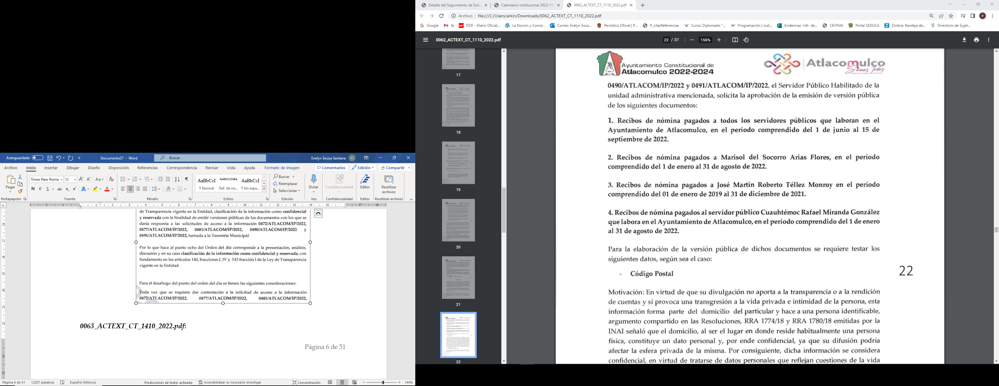 Autoguardado
Documento27 - Word
Buscar
Evelyn Souza Santana ES
Archivo Inicio Insertar Dibujar Diseño Disposición Referencias Correspondencia Revisar Vista Ayuda Formato de imagen Comentarios Edición Compartir
Times New Roma 12
AaBbCcI AaBbCcDdEe AaBbCcI
Buscar
Reemplazar
Seleccionar
Pegar
N K S ab x₂ x² A A
¶ Normal Ref. de no... ¶ Sin espa...
Dictar Confidencialidad Editor Reutilizar archivos
Portapapeles Fuente Párrafo Estilos Edición Voz Confidencialidad Editor Reutilizar archivos
de Transparencia vigente en la Entidad, clasificación de la información como confidencial
y reservada con la finalidad de emitir versiones públicas de los documentos con los que se
daría respuesta a las solicitudes de acceso a la información 0472/ATLACOM/IP/2022,
0477/ATLACOM/IP/2022, 0481/ATLACOM/IP/2022, 0490/ATLACOM/IP/2022 y
0491/ATLACOM/IP/2022, turnada a la Tesorería Municipal.
Por lo que hace al punto ocho del Orden del día corresponde a la presentación, análisis,
discusión y en su caso clasificación de la información como confidencial y reservada, con
fundamento en los artículos 140, fracciones I, IV y 143 fracción I de la Ley de Transparencia
vigente en la Entidad.
Para el desahogo del punto del orden del día se tienen las siguientes consideraciones:
Toda vez que se requiere dar contestación a la solicitud de acceso a la información
0472/ATLACOM/IP/2022, 0477/ATLACOM/IP/2022, 0481/ATLACOM/IP/2022,
0063_ACTEXT_CT_1410_2022.pdf:
Página 6 de 51
Página 6 de 51 12207 palabras Español (México) Predicciones de texto: activado Accesibilidad: es necesario investigar Concentración 144%
Detalle del Seguimiento de Solic
Calendario institucional 2022-15
0062_ACTEXT_CT_1110_2022.pdf
Archivo file:///C:/Users/arkin/Downloads/0062_ACTEXT_CT_1110_2022.pdf
Google fa DOF - Diario Oficial... La Nocion y Conce... Correo: Evelyn Souz... Periódico Oficial | P... P_citasReferencias Curso: Diplomado "... Programación | Just... Evidencias -UA- de... CEVINAI Portal SEDUCA Zimbra: Bandeja de... Directorio de Sujet...
0062_ACTEXT_CT_1110_2022.pdf
22 / 37
156%
17
18
19
20
21
22
Ayuntamiento Constitucional de
Atlacomulco 2022-2024
Atlacomulco
Somos Todos
0490/ATLACOM/IP/2022 y 0491/ATLACOM/IP/2022, el Servidor Público Habilitado de la
unidad administrativa mencionada, solicita la aprobación de la emisión de versión pública
de los siguientes documentos:
1. Recibos de nómina pagados a todos los servidores públicos que laboran en el
Ayuntamiento de Atlacomulco, en el período comprendido del 1 de junio al 15 de
septiembre de 2022.
2. Recibos de nómina pagados a Marisol del Socorro Arias Flores, en el período
comprendido del 1 de enero al 31 de agosto de 2022.
3. Recibos de nómina pagados a José Martín Roberto Téllez Monroy en el período
comprendido del 01 de enero de 2019 al 31 de diciembre de 2021.
4. Recibos de nómina pagados al servidor público Cuauhtémoc Rafael Miranda González
que labora en el Ayuntamiento de Atlacomulco, en el período comprendido del 1 de enero
al 31 de agosto de 2022.
Para la elaboración de la versión pública de dichos documentos se requiere testar los
siguientes datos, según sea el caso:
- Código Postal
22
Motivación: En virtud de que su divulgación no aporta a la transparencia o a la rendición
de cuentas y sí provoca una transgresión a la vida privada e intimidad de la persona, esta
información forma parte del domicilio del particular y hace a una persona identificable,
argumento compartido en las Resoluciones, RRA 1774/18 y RRA 1780/18 emitidas por la
INAI señaló que el domicilio, al ser el lugar en donde reside habitualmente una persona
física, constituye un dato personal y, por ende confidencial, ya que su difusión podría
afectar la esfera privada de la misma. Por consiguiente, dicha información se considera
confidencial, en virtud de tratarse de datos personales que reflejan cuestiones de la vida